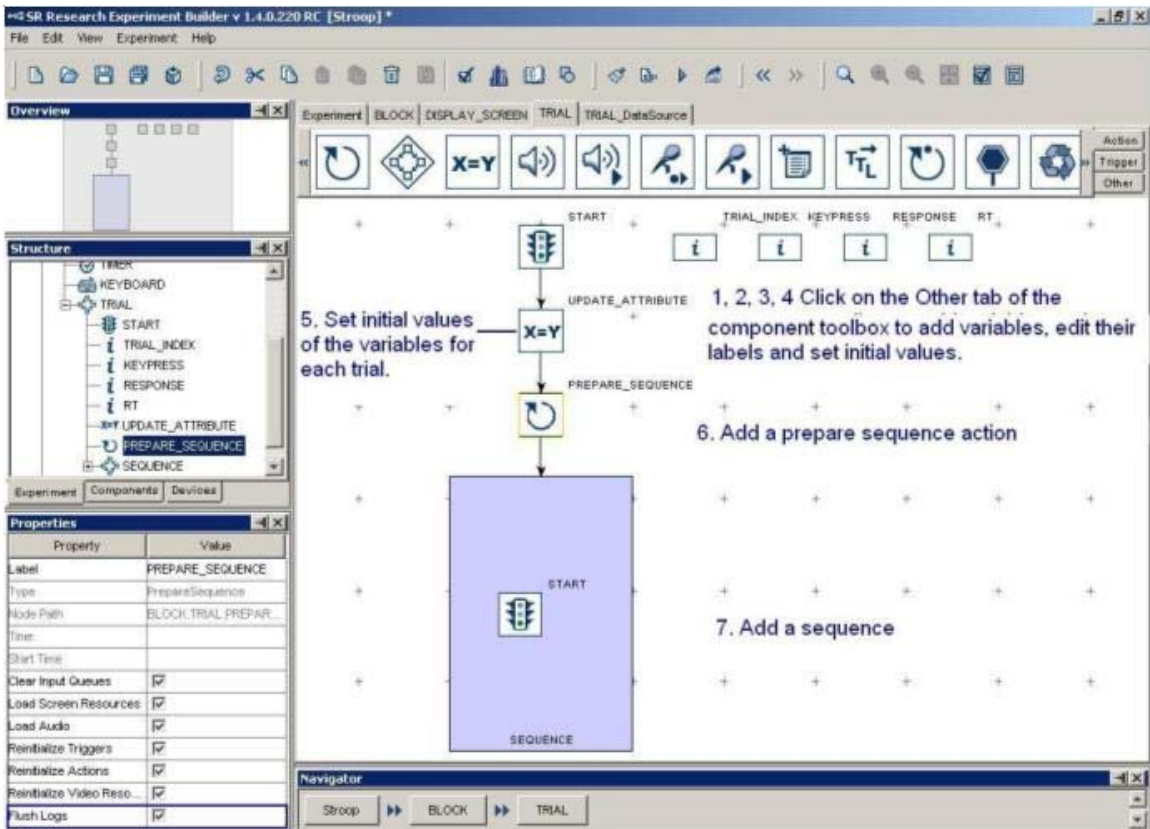 SR Research Experiment Builder v 1.4.0.220 RC [Stroop] *
File Edit View Experiment Help
Overview
Experiment BLOCK DISPLAY_SCREEN TRIAL TRIAL_DataSource
X=Y
TTL
Action
Trigger
Other
Structure
TIMER
KEYBOARD
TRIAL
START
i TRIAL_INDEX
i KEYPRESS
i RESPONSE
i RT
X=Y UPDATE_ATTRIBUTE
PREPARE_SEQUENCE
SEQUENCE
Experiment Components Devices
START
TRIAL_INDEX KEYPRESS RESPONSE RT
i i i i
UPDATE_ATTRIBUTE
X=Y
1, 2, 3, 4 Click on the Other tab of the
component toolbox to add variables, edit their
labels and set initial values.
5. Set initial values
of the variables for
each trial.
PREPARE_SEQUENCE
6. Add a prepare sequence action
START
7. Add a sequence
SEQUENCE
Properties
Property Value
Label PREPARE_SEQUENCE
Type PrepareSequence
Node Path BLOCK.TRIAL.PREPAR...
Time
Start Time
Clear Input Queues
Load Screen Resources
Load Audio
Reinitialize Triggers
Reinitialize Actions
Reinitialize Video Reso...
Flush Logs
Navigator
Stroop BLOCK TRIAL